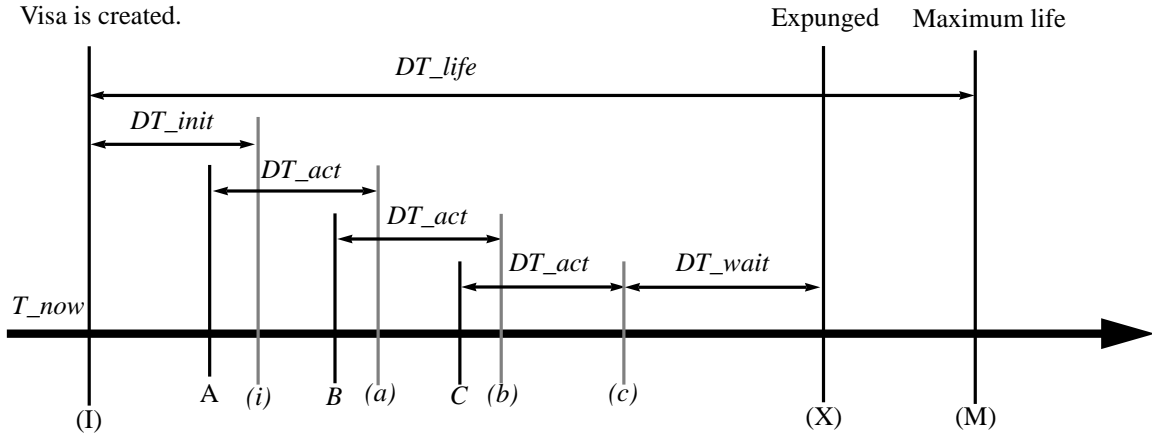 Visa is created. Expunged Maximum life
DT_life
DT_init
DT_act
DT_act
DT_act DT_wait
T_now
A (i) B (a) C (b) (c)
(I) (X) (M)